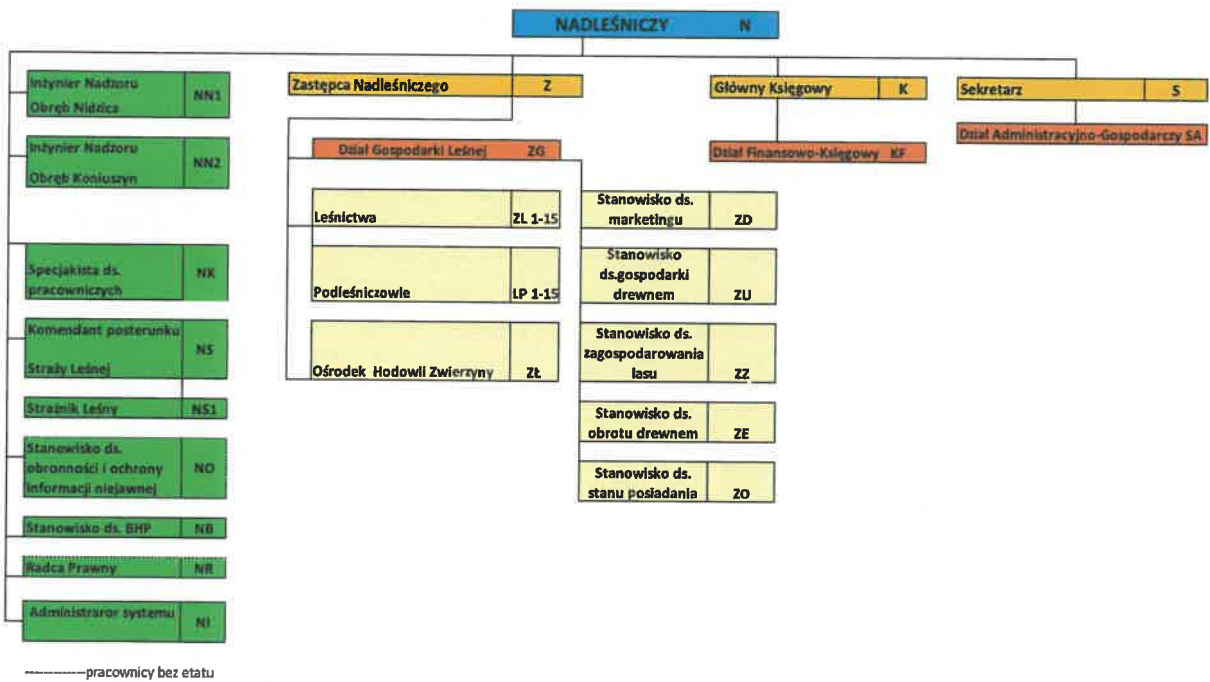 NADLEŚNICZY N
Inżynier Nadzoru
Obręb Nidzica
NN1
Inżynier Nadzoru
Obręb Koniuszyn
NN2
Specjakista ds.
pracowniczych
NK
Komendant posterunku
Straży Leśnej
NS
Strażnik Leśny NS1
Stanowisko ds.
obronności i ochrony
informacji niejawnej
NO
Stanowisko ds. BHP NB
Radca Prawny NR
Administraror systemu
NI
Zastępca Nadleśniczego Z
Dział Gospodarki Leśnej ZG
Leśnictwa ZL 1-15
Podleśniczowie LP 1-15
Ośrodek Hodowli Zwierzyny ZŁ
Stanowisko ds.
marketingu ZD
Stanowisko
ds.gospodarki
drewnem ZU
Stanowisko ds.
zagospodarowania
lasu ZZ
Stanowisko ds.
obrotu drewnem ZE
Stanowisko ds.
stanu posiadania ZO
Główny Księgowy K
Dział Finansowo-Księgowy KF
Sekretarz S
Dział Administracyjno-Gospodarczy SA
--------------pracownicy bez etatu